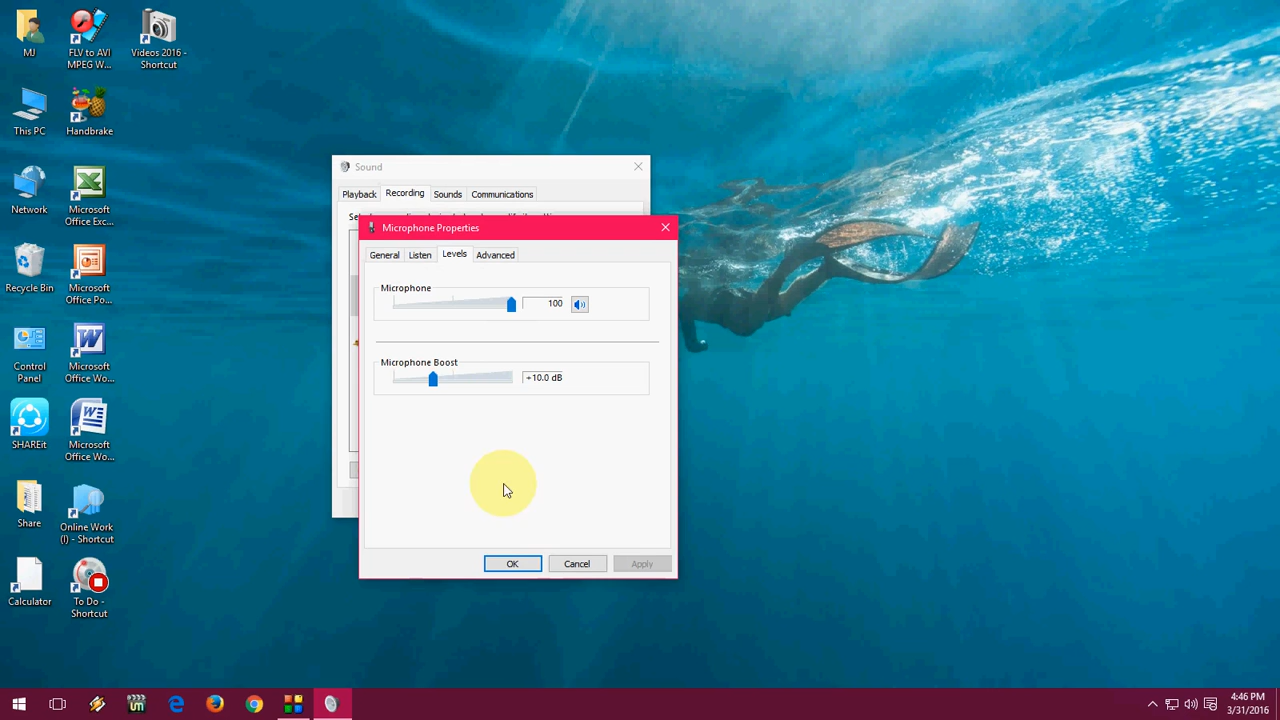 MJ
FLV to AVI
MPEG W...
Videos 2016 -
Shortcut
This PC
Handbrake
Network
Microsoft
Office Exc...
Recycle Bin
Microsoft
Office Po...
Control
Panel
Microsoft
Office Wo...
SHAREit
Microsoft
Office Wo...
Share
Online Work
(I) - Shortcut
Calculator
To Do -
Shortcut
Sound
Playback
Recording
Sounds
Communications
Microphone Properties
General
Listen
Levels
Advanced
Microphone
100
Microphone Boost
+10.0 dB
OK
Cancel
Apply
4:46 PM
3/31/2016